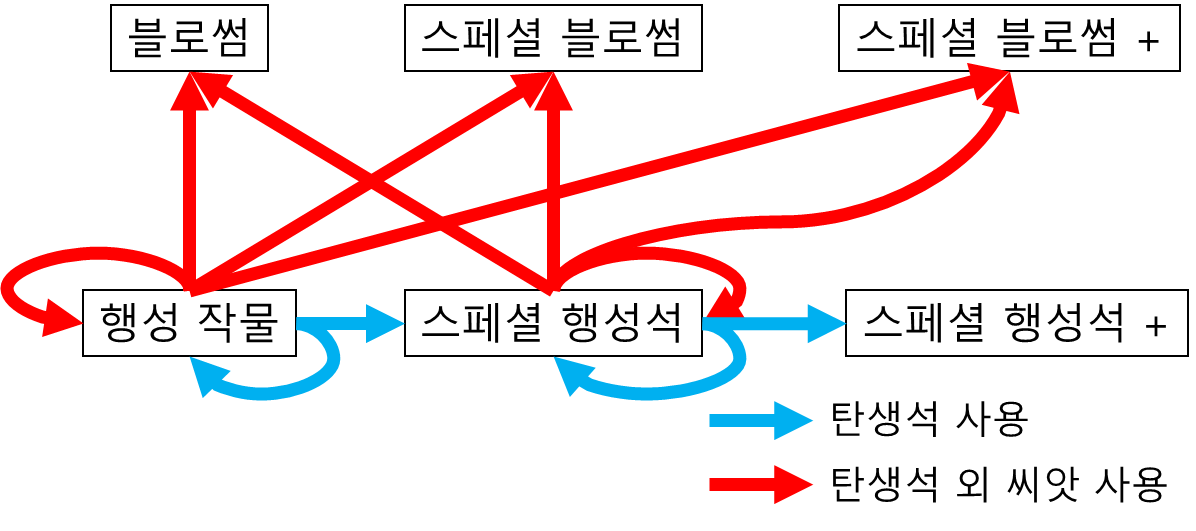 블로썸
스페셜 블로썸
스페셜 블로썸 +
행성 작물
스페셜 행성석
스페셜 행성석 +
탄생석 사용
탄생석 외 씨앗 사용